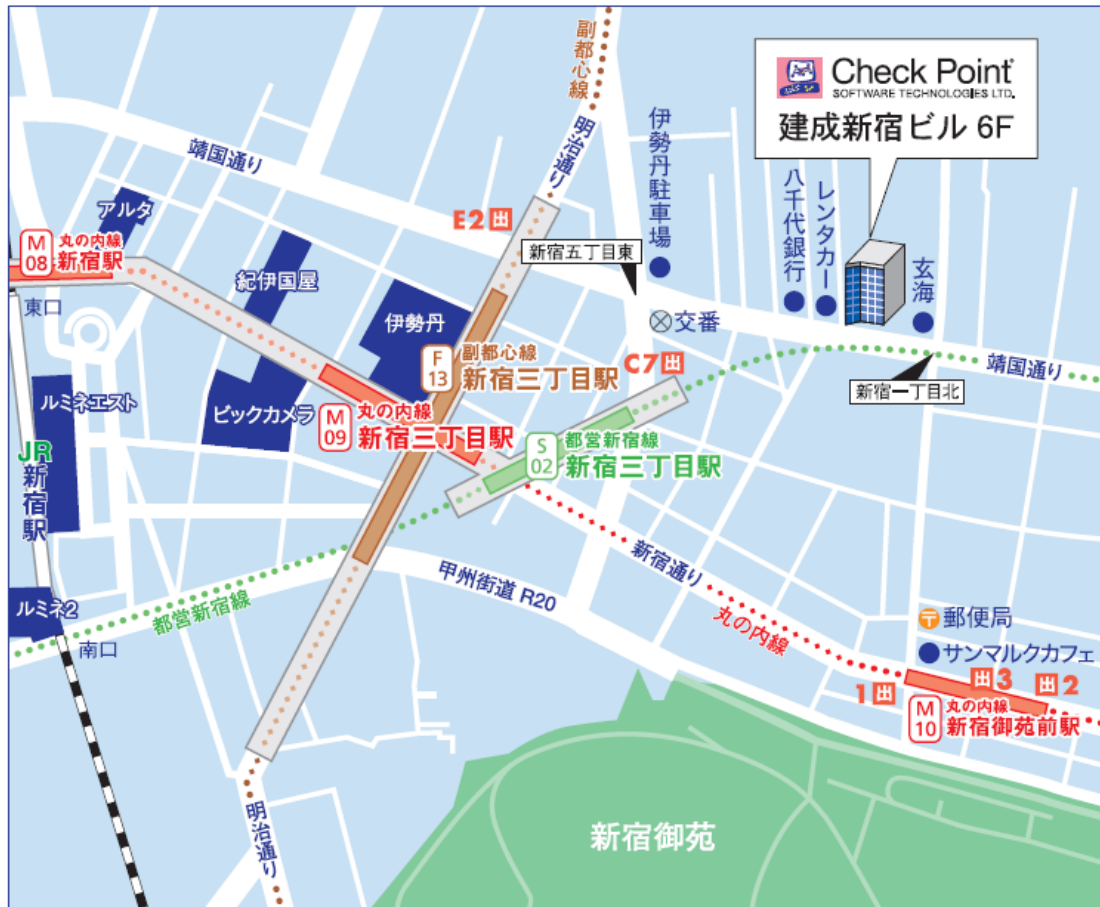 副都心線
明治通り
Check Point
SOFTWARE TECHNOLOGIES LTD.
建成新宿ビル 6F
靖国通り
伊勢丹駐車場
八千代銀行
レンタカー
玄海
アルタ
E2 出
新宿五丁目東
M 08
丸の内線
新宿駅
紀伊国屋
東口
伊勢丹
交番
F 13
副都心線
新宿三丁目駅
C7 出
靖国通り
新宿一丁目北
ルミネエスト
ビックカメラ
M 09
丸の内線
新宿三丁目駅
S 02
都営新宿線
新宿三丁目駅
JR
新宿駅
新宿通り
甲州街道 R20
都営新宿線
ルミネ2
南口
丸の内線
郵便局
サンマルクカフェ
1 出
出 3
出 2
M 10
丸の内線
新宿御苑前駅
明治通り
新宿御苑